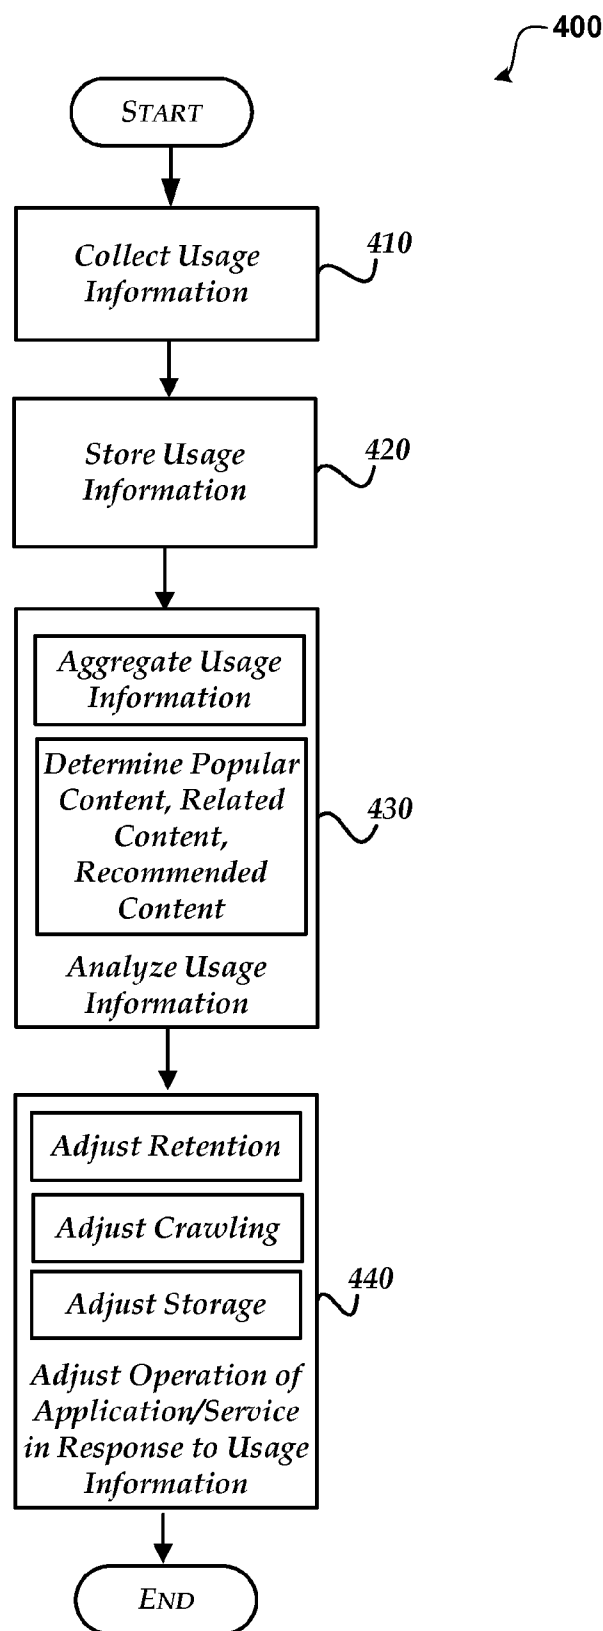 400
START
Collect Usage
Information
410
Store Usage
Information
420
Aggregate Usage
Information
Determine Popular
Content, Related
Content,
Recommended
Content
430
Analyze Usage
Information
Adjust Retention
Adjust Crawling
Adjust Storage
440
Adjust Operation of
Application/Service
in Response to Usage
Information
END